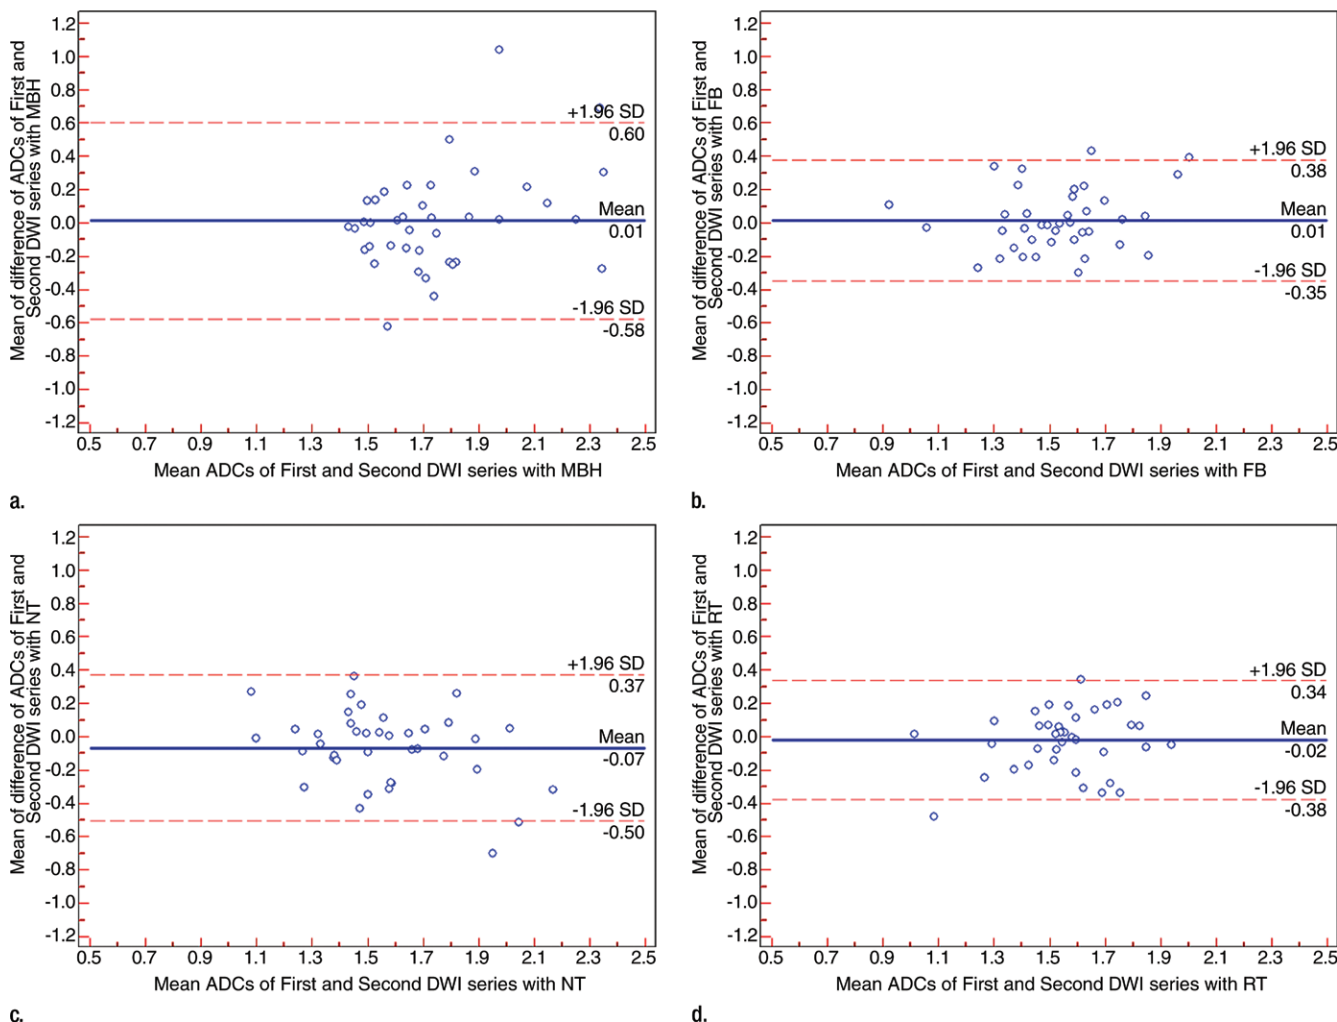 Mean of difference of ADCs of First and
Second DWI series with MBH
1.2
1.0
0.8
0.6
0.4
0.2
0.0
-0.2
-0.4
-0.6
-0.8
-1.0
-1.2
+1.96 SD
0.60
Mean
0.01
-1.96 SD
-0.58
0.5 0.7 0.9 1.1 1.3 1.5 1.7 1.9 2.1 2.3 2.5
Mean ADCs of First and Second DWI series with MBH
a.
Mean of difference of ADCs of First and
Second DWI series with FB
1.2
1.0
0.8
0.6
0.4
0.2
0.0
-0.2
-0.4
-0.6
-0.8
-1.0
-1.2
+1.96 SD
0.38
Mean
0.01
-1.96 SD
-0.35
0.5 0.7 0.9 1.1 1.3 1.5 1.7 1.9 2.1 2.3 2.5
Mean ADCs of First and Second DWI series with FB
b.
Mean of difference of ADCs of First and
Second DWI series with NT
1.2
1.0
0.8
0.6
0.4
0.2
0.0
-0.2
-0.4
-0.6
-0.8
-1.0
-1.2
+1.96 SD
0.37
Mean
-0.07
-1.96 SD
-0.50
0.5 0.7 0.9 1.1 1.3 1.5 1.7 1.9 2.1 2.3 2.5
Mean ADCs of First and Second DWI series with NT
c.
Mean of difference of ADCs of First and
Second DWI series with RT
1.2
1.0
0.8
0.6
0.4
0.2
0.0
-0.2
-0.4
-0.6
-0.8
-1.0
-1.2
+1.96 SD
0.34
Mean
-0.02
-1.96 SD
-0.38
0.5 0.7 0.9 1.1 1.3 1.5 1.7 1.9 2.1 2.3 2.5
Mean ADCs of First and Second DWI series with RT
d.